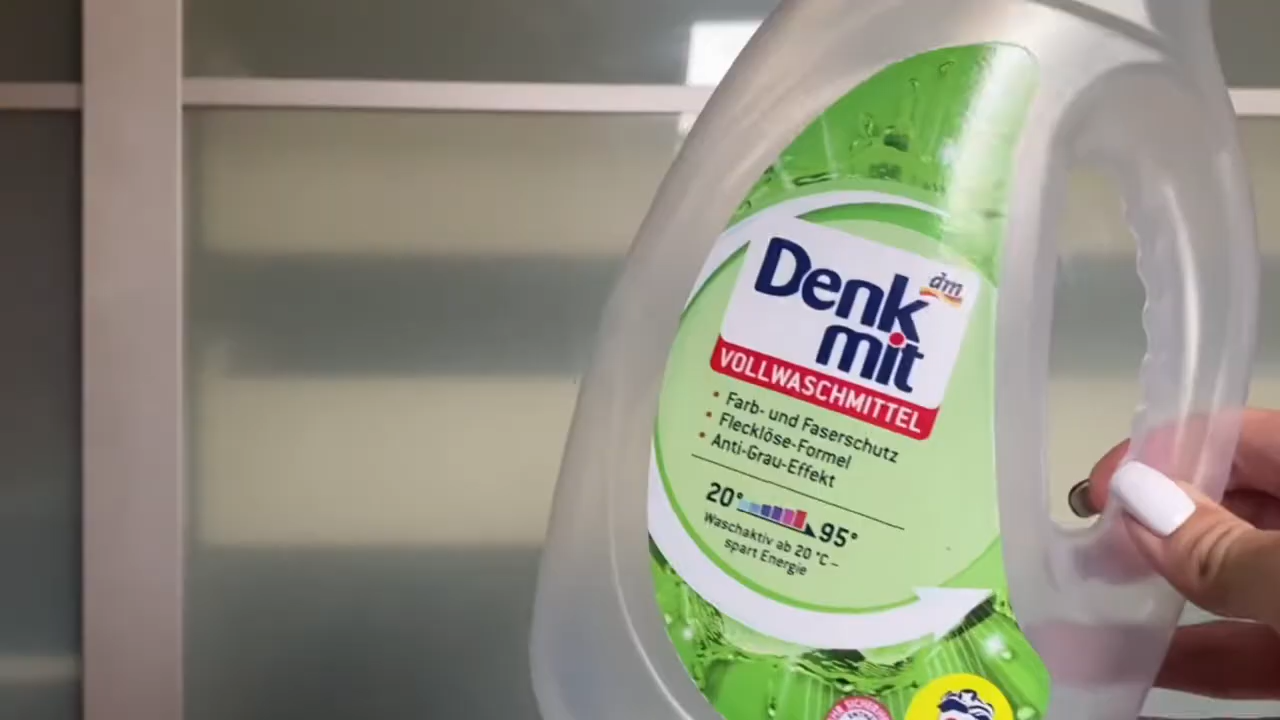 Denk
dm
mit
VOLLWASCHMITTEL
• Farb- und Faserschutz
• Flecklöse-Formel
• Anti-Grau-Effekt
20° 95°
Waschaktiv ab 20 °C –
spart Energie